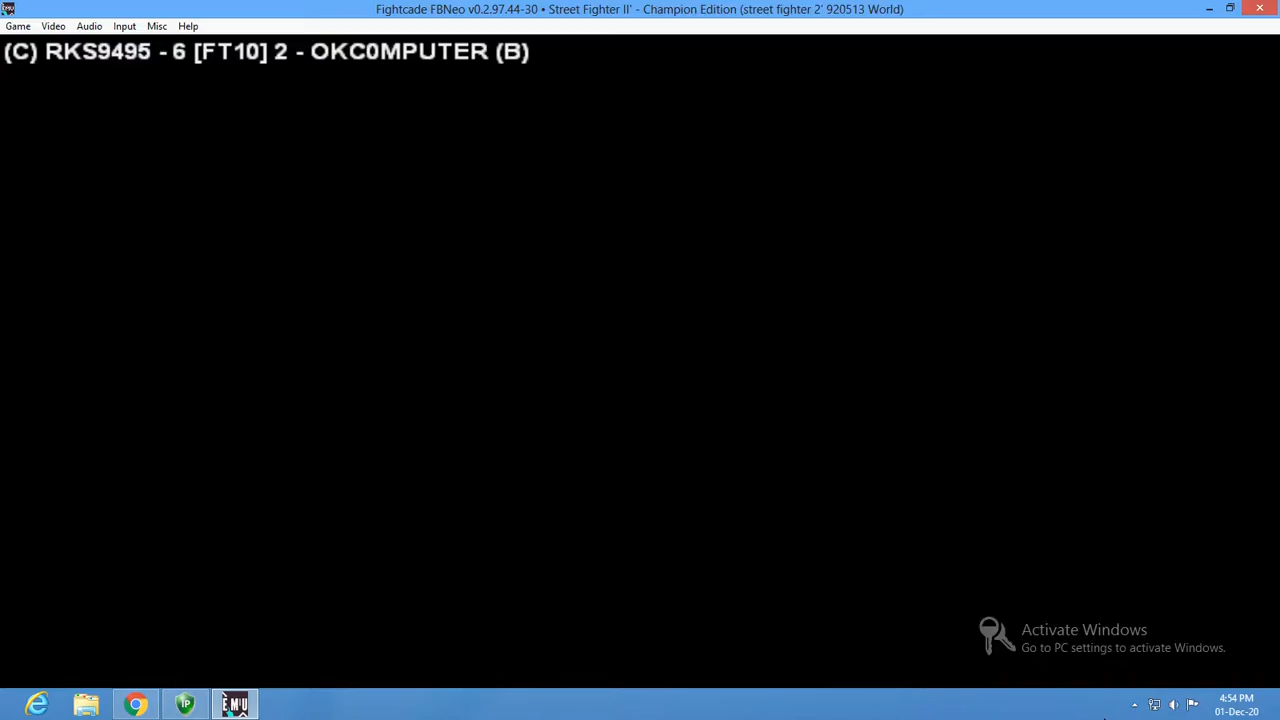 Fightcade FBNeo v0.2.97.44-30 • Street Fighter II' - Champion Edition (street fighter 2' 920513 World)
Game Video Audio Input Misc Help
(C) RKS9495 - 6 [FT10] 2 - OKC0MPUTER (B)
Activate Windows
Go to PC settings to activate Windows.
IP
EMU
4:54 PM
01-Dec-20